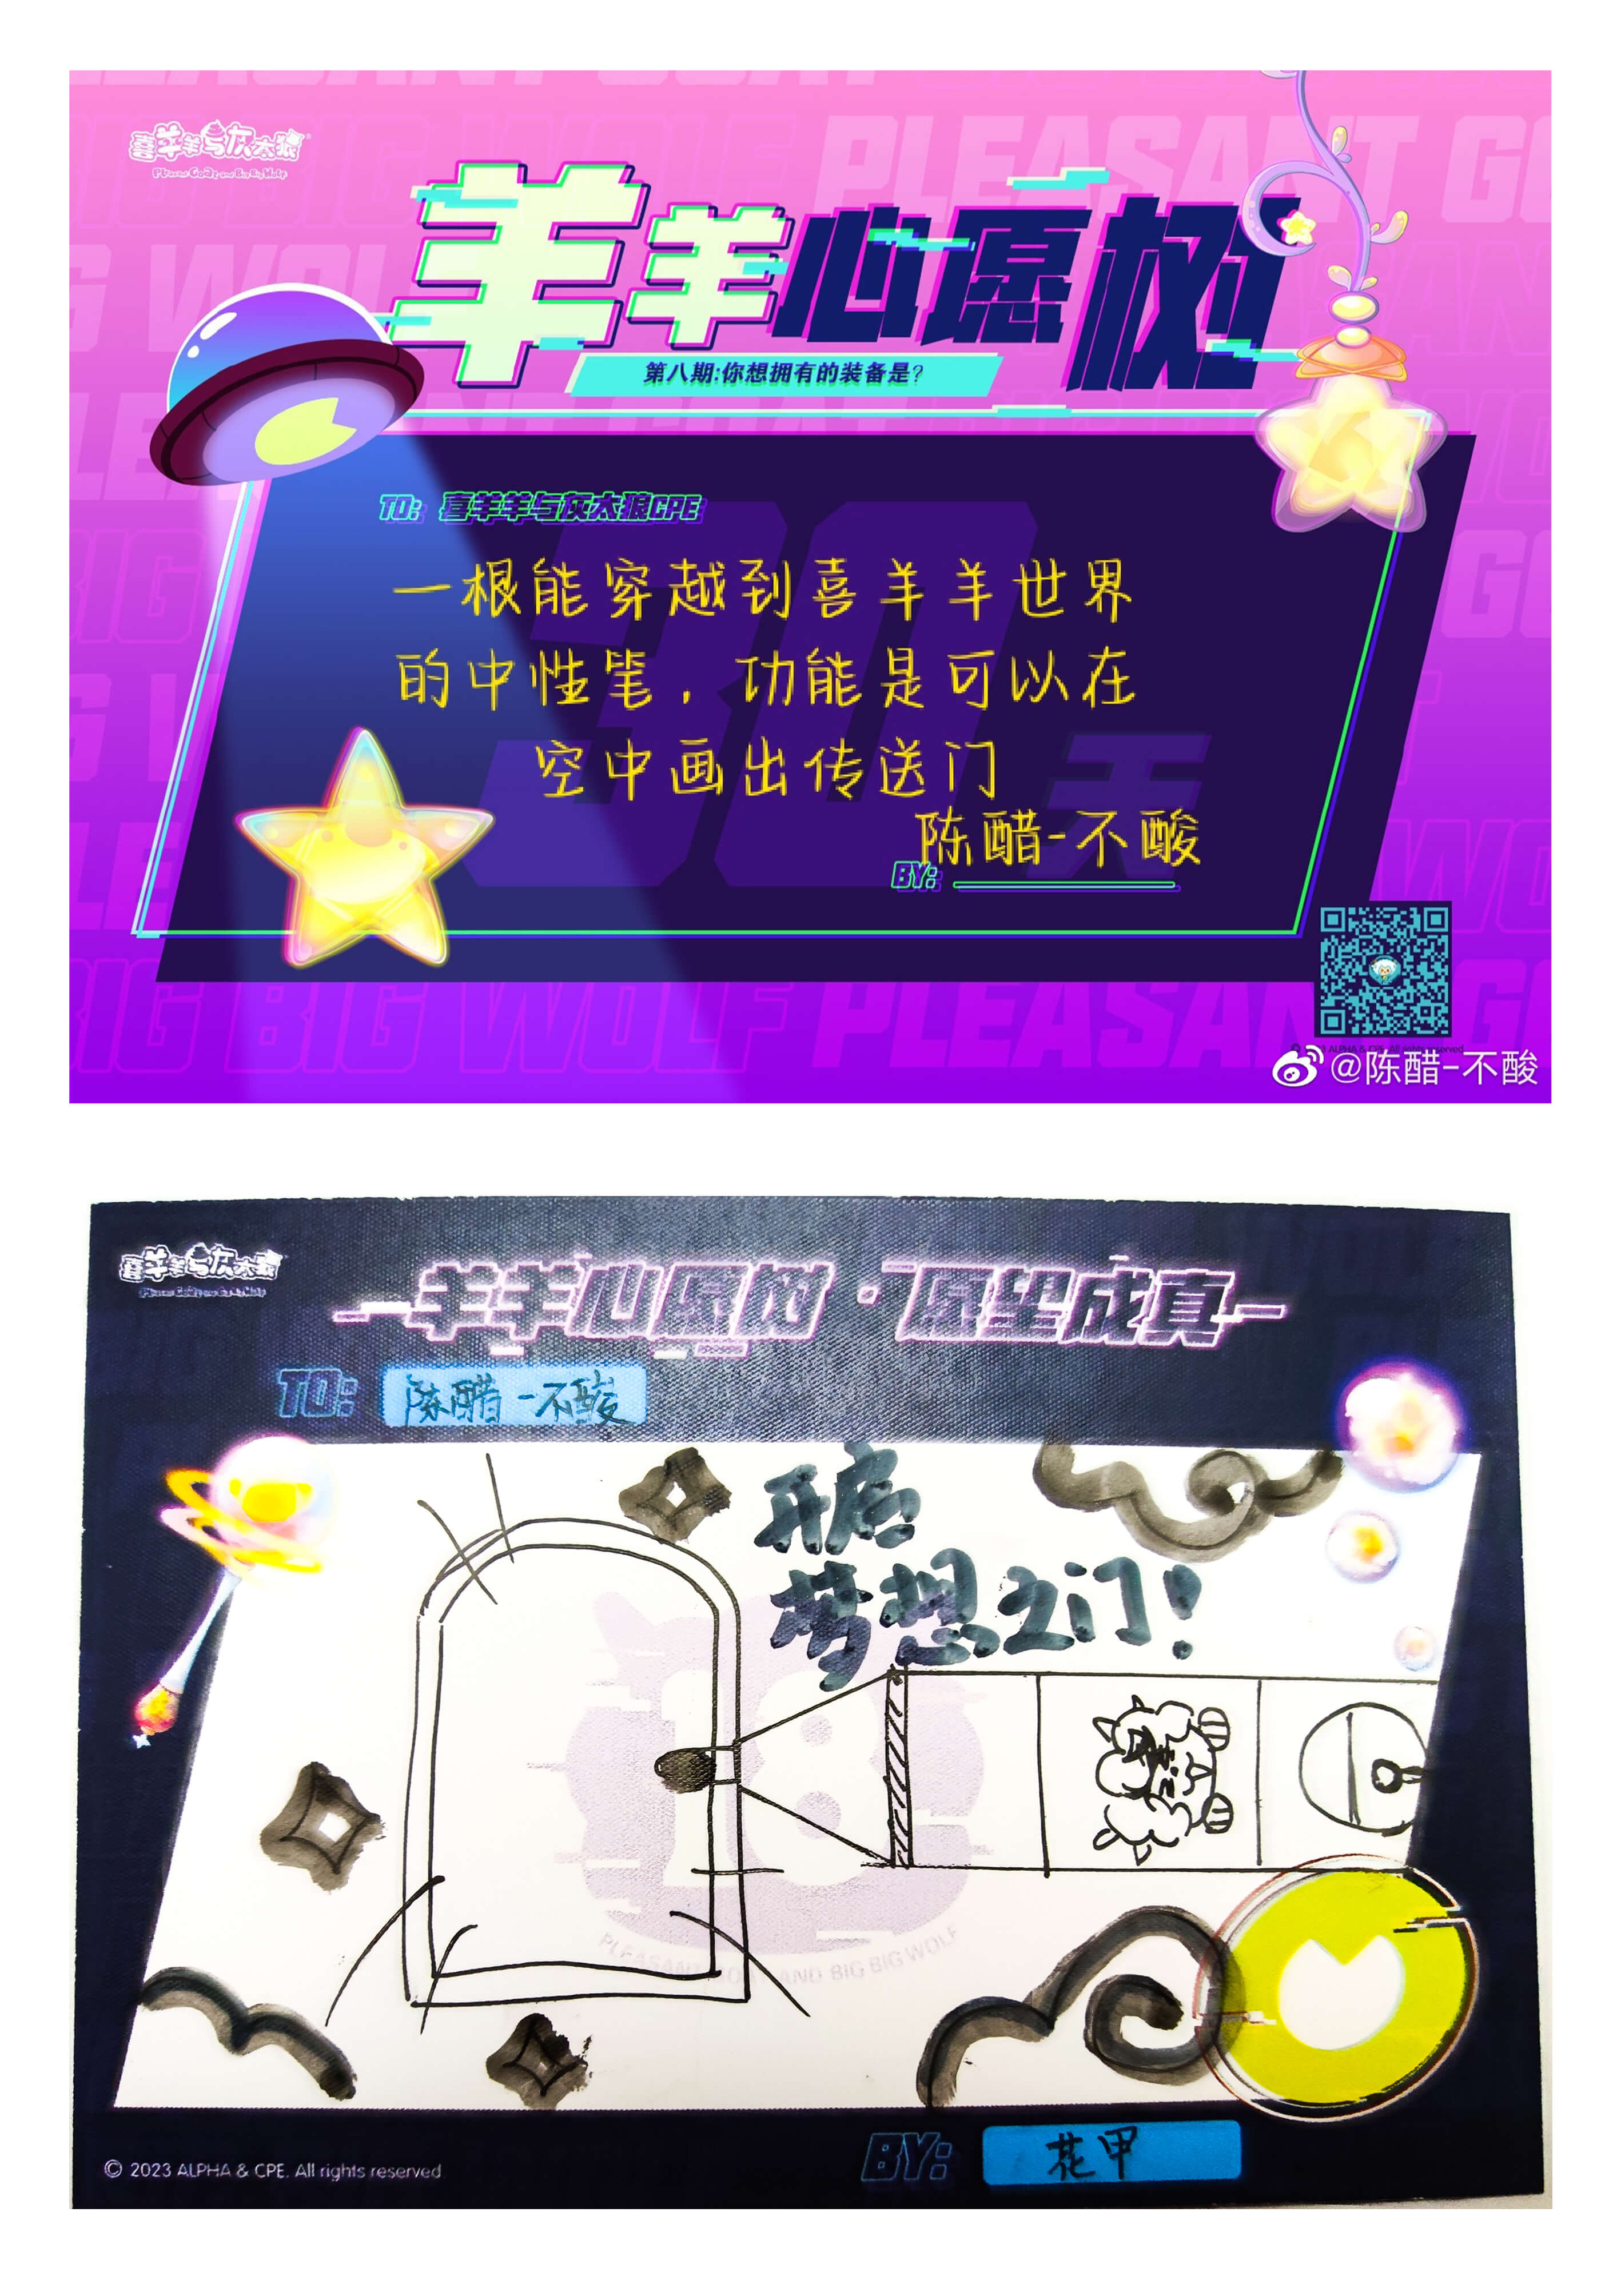 喜羊羊与灰太狼
Pleasant Goat and Big Big Wolf
羊羊心愿树
第八期:你想拥有的装备是?
TO: 喜羊羊与灰太狼CPE
一根能穿越到喜羊羊世界
的中性笔，功能是可以在
空中画出传送门
陈醋-不酸
BY:
30天
BIG BIG WOLF PLEASANT GO
@陈醋-不酸
喜羊羊与灰太狼
Pleasant Goat and Big Big Wolf
羊羊心愿树·愿望成真
TO: 陈醋-不酸
开启
梦想之门!
PLEASANT GOAT AND BIG BIG WOLF
© 2023 ALPHA & CPE. All rights reserved
BY: 花甲